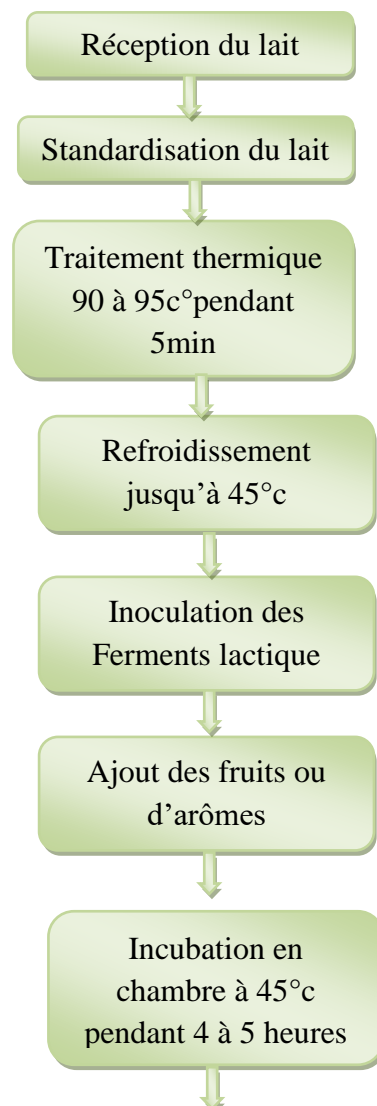 Réception du lait
Standardisation du lait
Traitement thermique
90 à 95c°pendant
5min
Refroidissement
jusqu’à 45°c
Inoculation des
Ferments lactique
Ajout des fruits ou
d’arômes
Incubation en
chambre à 45°c
pendant 4 à 5 heures